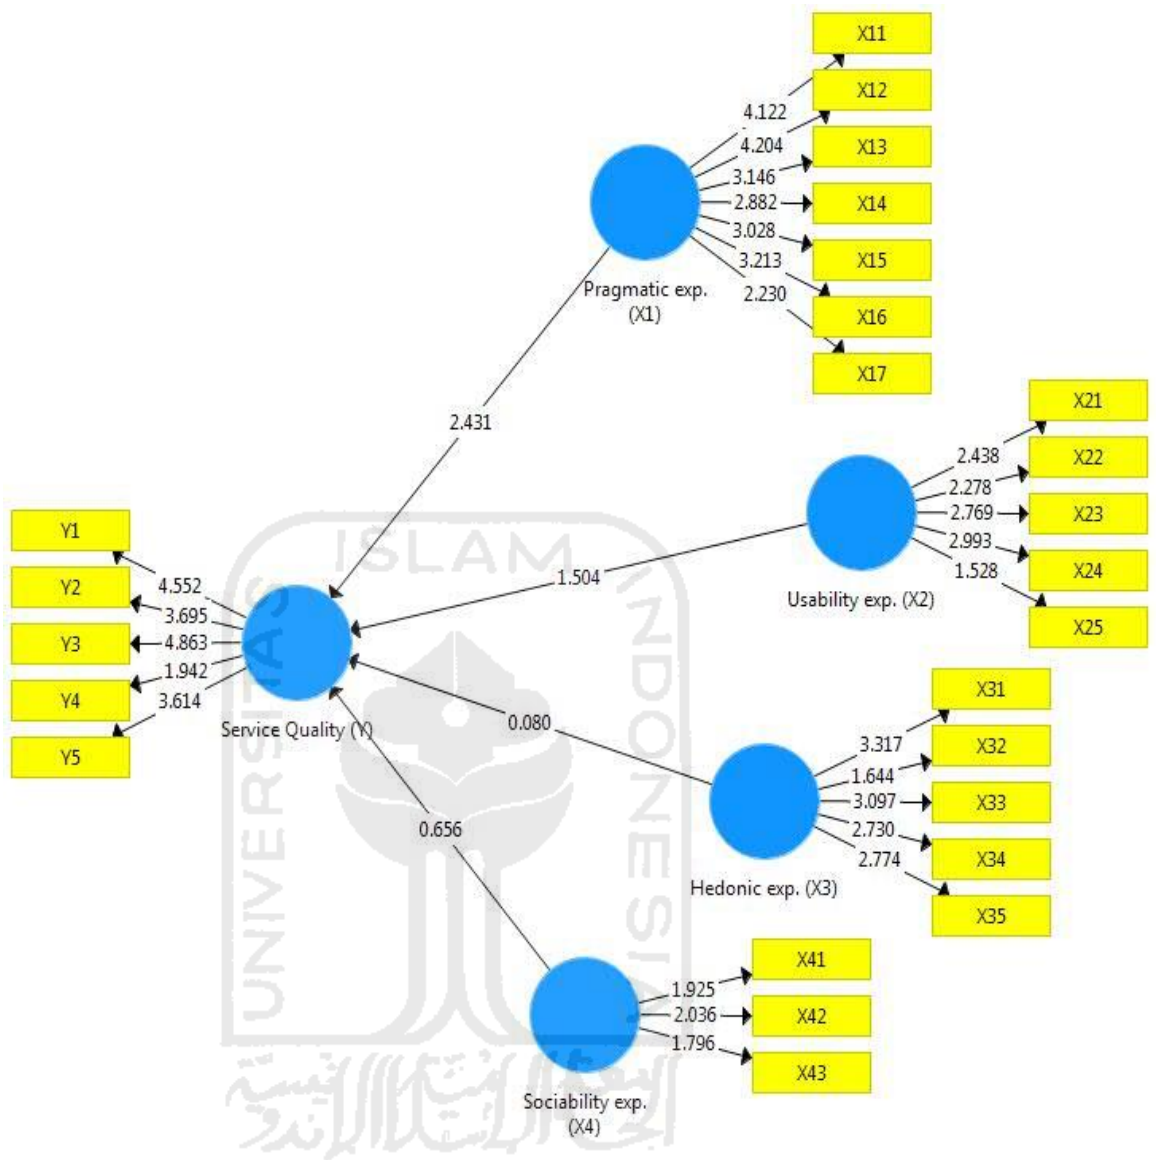 X11
X12
X13
X14
X15
X16
X17
4.122
4.204
3.146
2.882
3.028
3.213
2.230
Pragmatic exp.
(X1)
2.431
X21
X22
X23
X24
X25
2.438
2.278
2.769
2.993
1.528
Usability exp. (X2)
1.504
Y1
Y2
Y3
Y4
Y5
4.552
3.695
4.863
1.942
3.614
Service Quality (Y)
0.080
X31
X32
X33
X34
X35
3.317
1.644
3.097
2.730
2.774
Hedonic exp. (X3)
0.656
X41
X42
X43
1.925
2.036
1.796
Sociability exp.
(X4)
UNIVERSITAS
ISLAM
INDONESIA